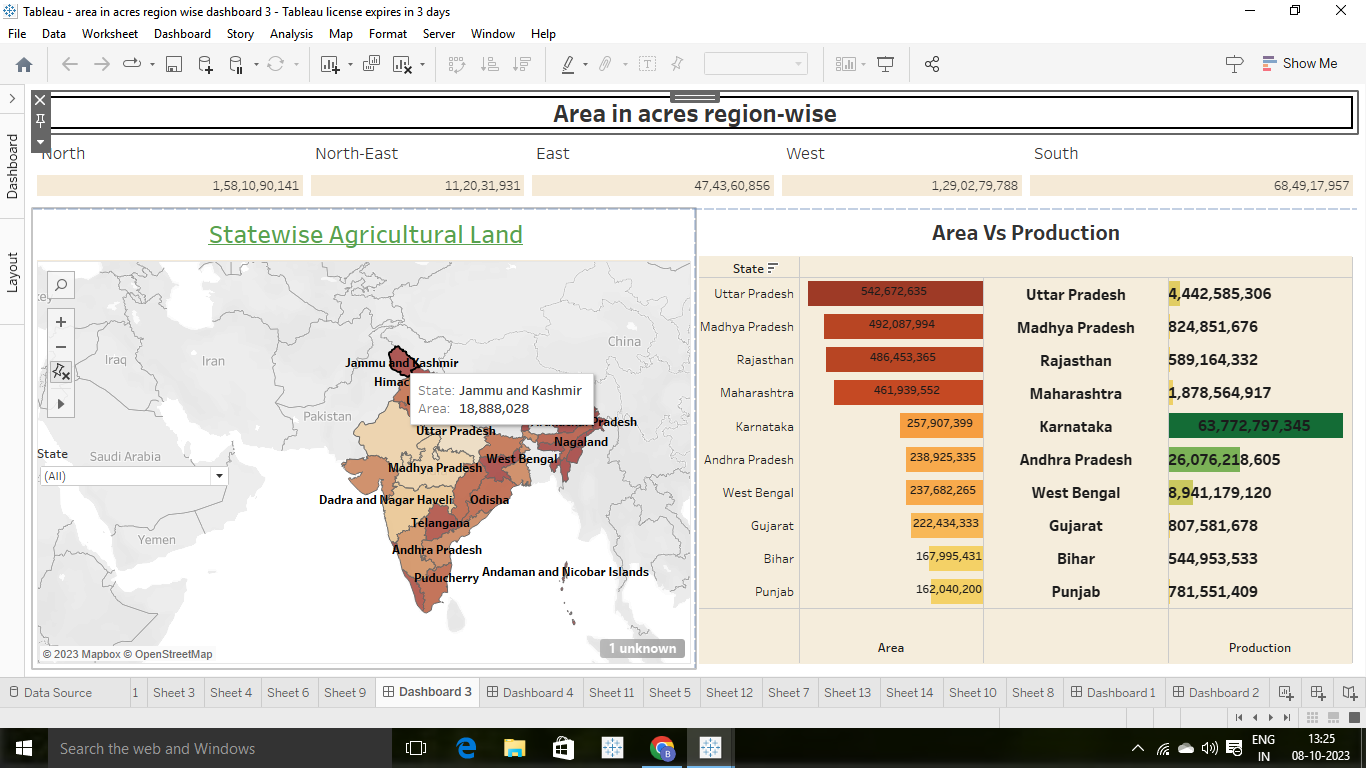 Tableau - area in acres region wise dashboard 3 - Tableau license expires in 3 days
File Data Worksheet Dashboard Story Analysis Map Format Server Window Help
Show Me
Dashboard
Layout
Area in acres region-wise
North North-East East West South
1,58,10,90,141 11,20,31,931 47,43,60,856 1,29,02,79,788 68,49,17,957
Statewise Agricultural Land
China
Iraq
Iran
Jammu and Kashmir
Himac
State: Jammu and Kashmir
Area: 18,888,028
Pakistan
Pradesh
Uttar Pradesh
Nagaland
State
(All)
Saudi Arabia
West Bengal
Madhya Pradesh
Dadra and Nagar Haveli
Odisha
Telangana
Yemen
Andhra Pradesh
Andaman and Nicobar Islands
Puducherry
1 unknown
© 2023 Mapbox © OpenStreetMap
Area Vs Production
State
Uttar Pradesh 542,672,635 Uttar Pradesh 4,442,585,306
Madhya Pradesh 492,087,994 Madhya Pradesh 824,851,676
Rajasthan 486,453,365 Rajasthan 589,164,332
Maharashtra 461,939,552 Maharashtra 1,878,564,917
Karnataka 257,907,399 Karnataka 63,772,797,345
Andhra Pradesh 238,925,335 Andhra Pradesh 26,076,218,605
West Bengal 237,682,265 West Bengal 8,941,179,120
Gujarat 222,434,333 Gujarat 807,581,678
Bihar 167,995,431 Bihar 544,953,533
Punjab 162,040,200 Punjab 781,551,409
Area Production
Data Source 1 Sheet 3 Sheet 4 Sheet 6 Sheet 9 Dashboard 3 Dashboard 4 Sheet 11 Sheet 5 Sheet 12 Sheet 7 Sheet 13 Sheet 14 Sheet 10 Sheet 8 Dashboard 1 Dashboard 2
Search the web and Windows
ENG
IN
13:25
08-10-2023